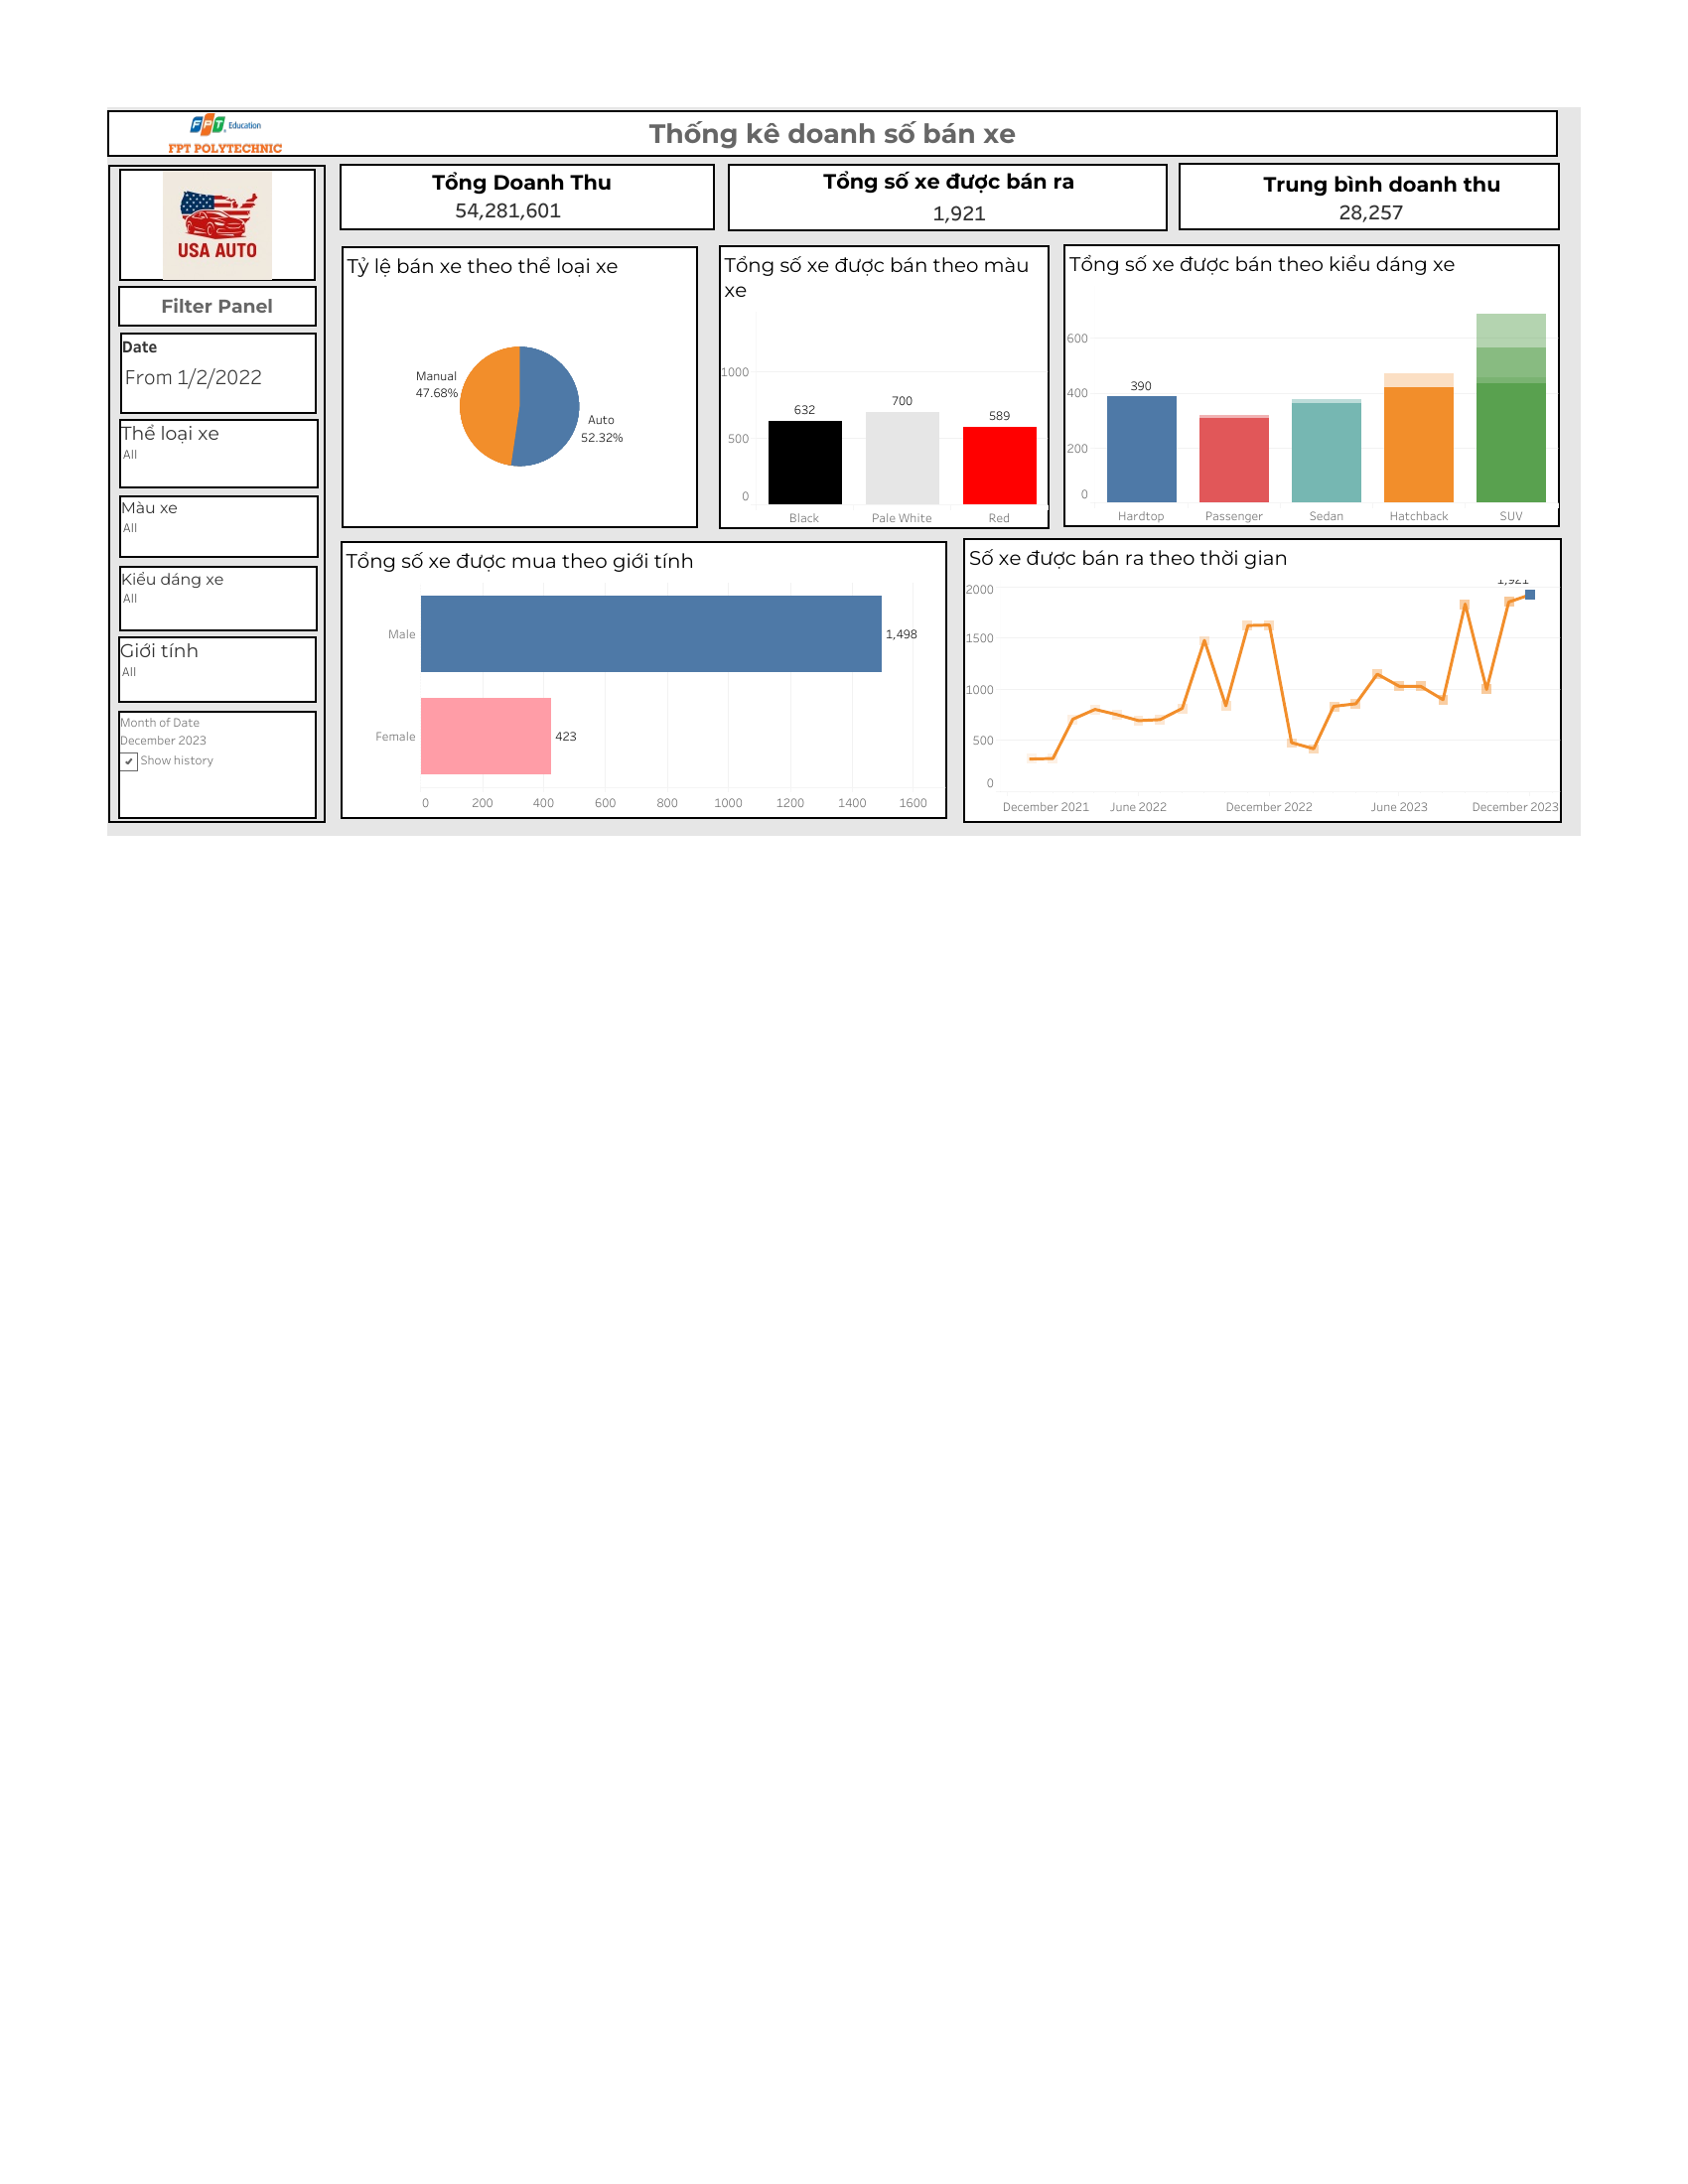 FPT Education
FPT POLYTECHNIC
Thống kê doanh số bán xe
USA AUTO
Filter Panel
Date
From 1/2/2022
Thể loại xe
All
Màu xe
All
Kiểu dáng xe
All
Giới tính
All
Month of Date
December 2023
Show history
Tổng Doanh Thu
54,281,601
Tổng số xe được bán ra
1,921
Trung bình doanh thu
28,257
Tỷ lệ bán xe theo thể loại xe
Manual
47.68%
Auto
52.32%
Tổng số xe được bán theo màu
xe
1000
500
0
632
700
589
Black
Pale White
Red
Tổng số xe được bán theo kiểu dáng xe
600
400
200
0
390
Hardtop
Passenger
Sedan
Hatchback
SUV
Tổng số xe được mua theo giới tính
Male
1,498
Female
423
0
200
400
600
800
1000
1200
1400
1600
Số xe được bán ra theo thời gian
2000
1500
1000
500
0
1,921
December 2021
June 2022
December 2022
June 2023
December 2023